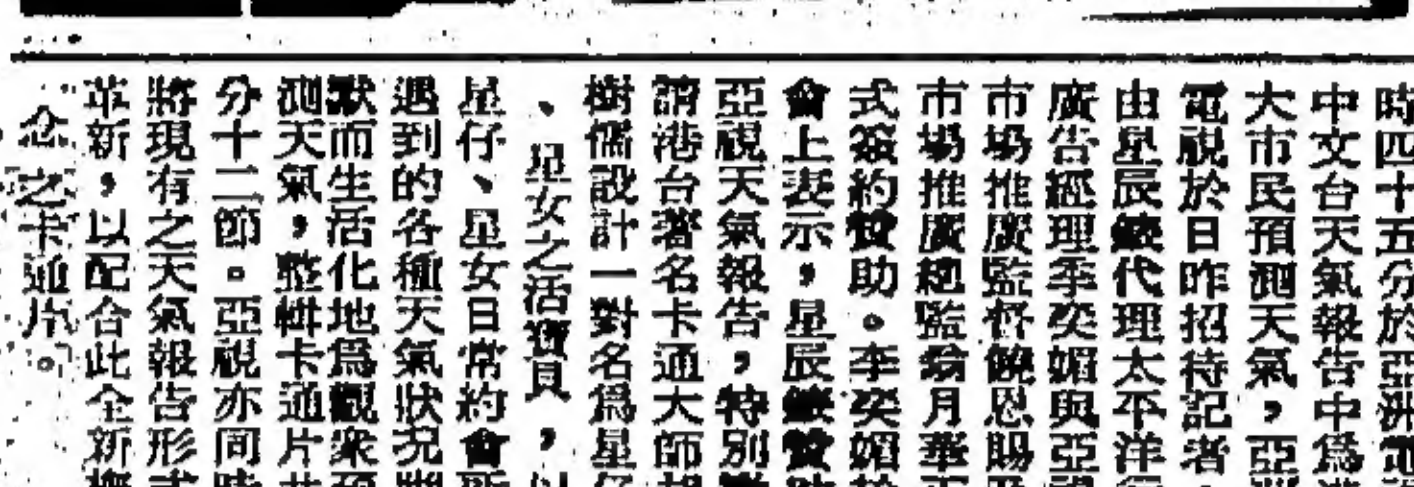 時四十五分於亞洲電視
中文台天氣報告中爲
大市民預測天氣,亞洲
電視於日昨招待記者,
由星辰錶代理太平洋行
廣告經理李奕媚與亞視
市場推廣監督饒恩賜及
市場推廣總監翁月華正
式簽約贊助。李奕媚於
會上表示,星辰錶贊助
亞視天氣報告,特別
請港台著名卡通大師胡
樹儒設計一對名爲星仔
、星女之活寶貝,以
星仔、星女日常約會所
遇到的各種天氣狀況
默而生活化地爲觀衆預
測天氣,整輯卡通片共
分十二節。亞視亦同時
將現有之天氣報告形式
革新,以配合此全新
念之卡通片。